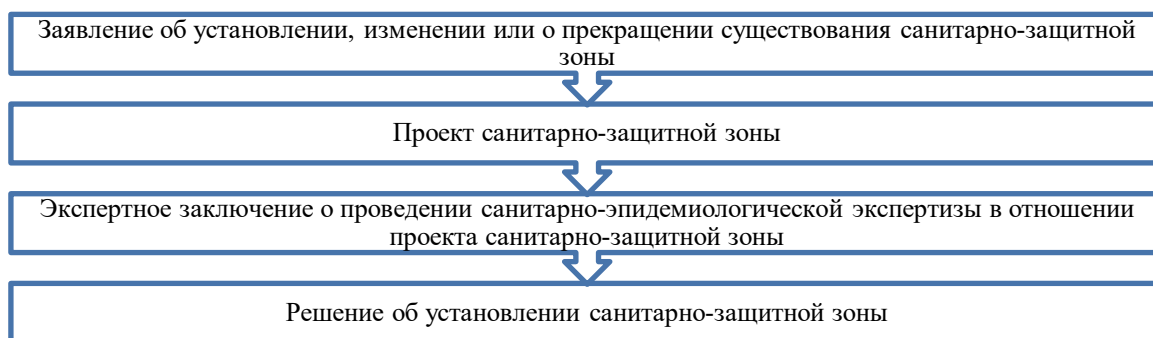 Заявление об установлении, изменении или о прекращении существования санитарно-защитной
зоны
Проект санитарно-защитной зоны
Экспертное заключение о проведении санитарно-эпидемиологической экспертизы в отношении
проекта санитарно-защитной зоны
Решение об установлении санитарно-защитной зоны